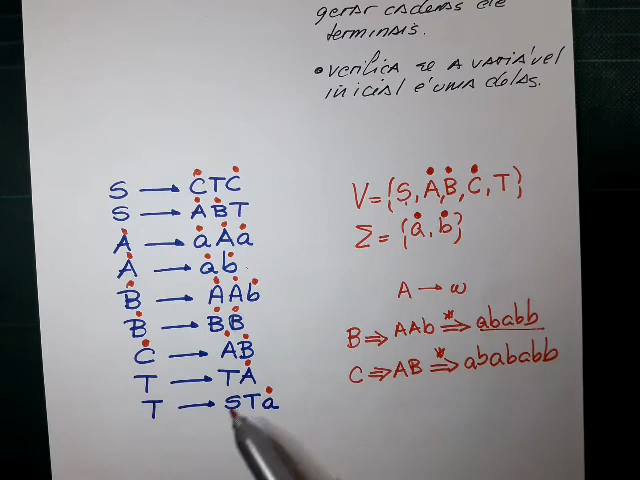 gerar cadeias de
terminais.
• verifica se a variável
inicial é uma delas.
S → CTC
S → ABT
A → aAa
A → ab
B → AAb
B → BB
C → AB
T → TA
T → STa
V = {S, A, B, C, T}
Σ = {a, b}
A → ω
B ⇒ AAb ⇒* ababb
C ⇒ AB ⇒* abababb